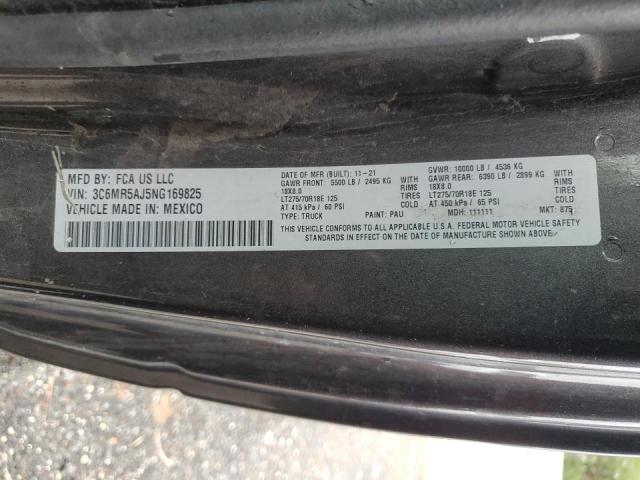 MFD BY: FCA US LLC
VIN: 3C6MR5AJ5NG169825
VEHICLE MADE IN: MEXICO
DATE OF MFR (BUILT): 11-21
GAWR FRONT: 5500 LB / 2495 KG WITH
18X8.0 RIMS
LT275/70R18E 125 TIRES
AT 415 kPa / 60 PSI COLD
TYPE: TRUCK PAINT: PAU
GVWR: 10000 LB / 4536 KG
GAWR REAR: 6390 LB / 2899 KG WITH
18X8.0 RIMS
LT275/70R18E 125 TIRES
AT 450 kPa / 65 PSI COLD
MDH: 111111 MKT: 875
THIS VEHICLE CONFORMS TO ALL APPLICABLE U.S.A. FEDERAL MOTOR VEHICLE SAFETY
STANDARDS IN EFFECT ON THE DATE OF MANUFACTURE SHOWN ABOVE